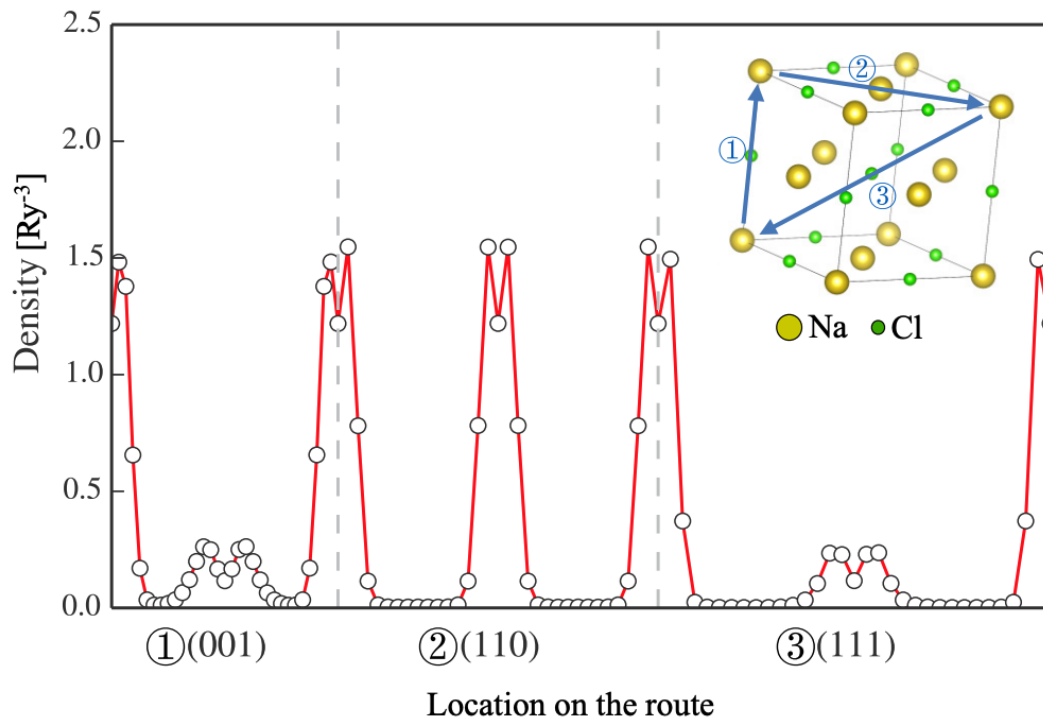 2.5
2.0
1.5
1.0
0.5
0.0
Density [Ry⁻³]
②
①
③
Na Cl
①(001) ②(110) ③(111)
Location on the route